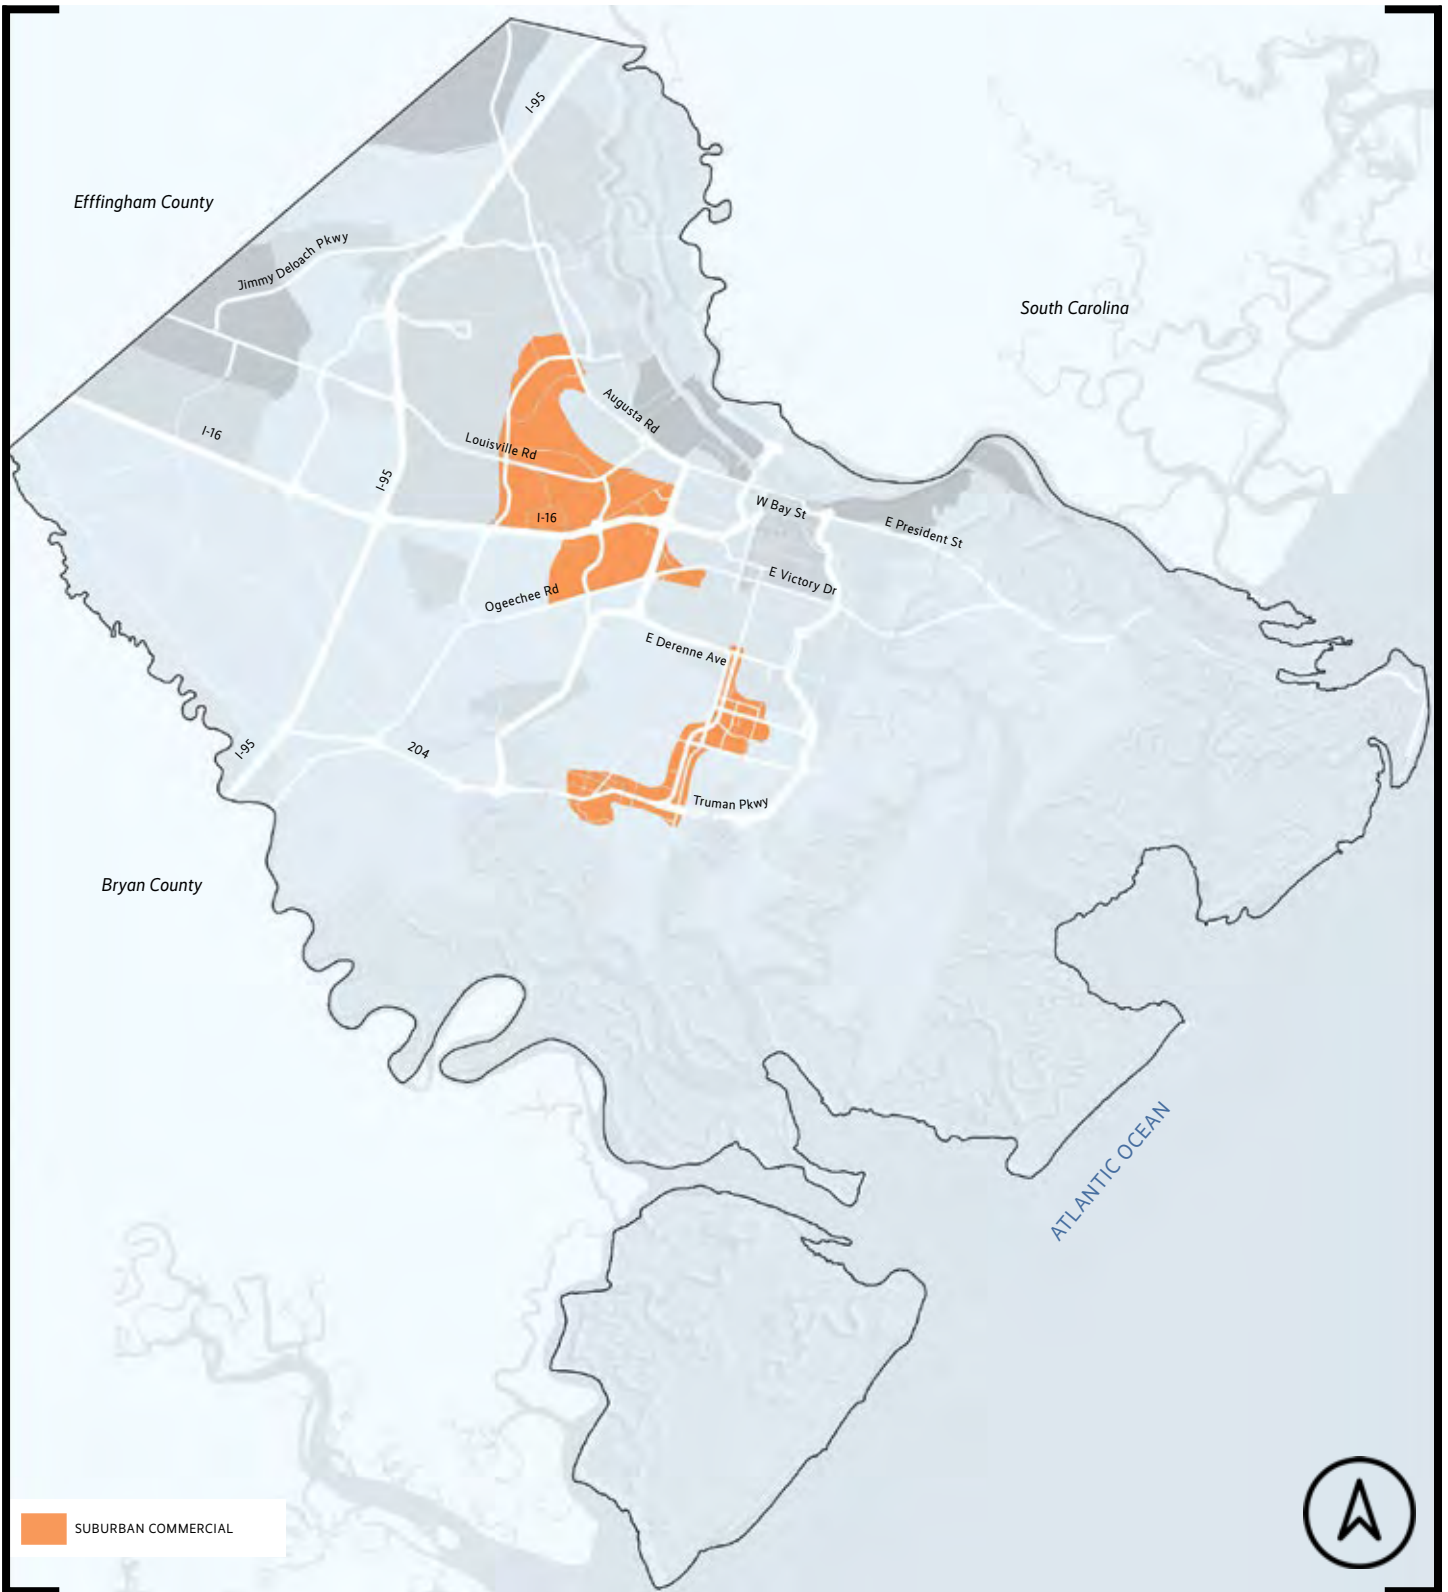 I-95
Efffingham County
Jimmy Deloach Pkwy
South Carolina
Augusta Rd
I-16
Louisville Rd
I-95
W Bay St
I-16
E President St
E Victory Dr
Ogeechee Rd
E Derenne Ave
I-95
204
Truman Pkwy
Bryan County
ATLANTIC OCEAN
SUBURBAN COMMERCIAL